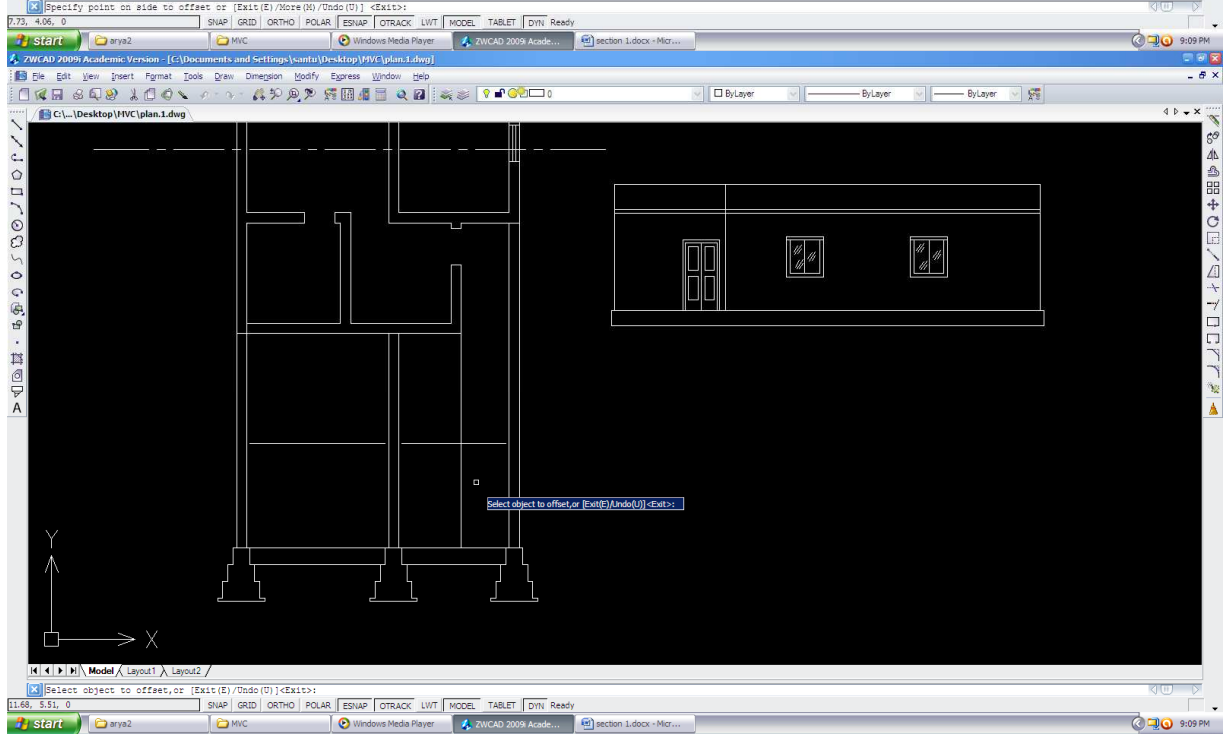 Specify point on side to offset or [Exit(E)/More(M)/Undo(U)] <Exit>:
7.73, 4.06, 0 SNAP GRID ORTHO POLAR ESNAP OTRACK LWT MODEL TABLET DYN Ready
start arya2 MVC Windows Media Player ZWCAD 2009i Acade... section 1.docx - Micr... 9:09 PM
ZWCAD 2009i Academic Version - [C:\Documents and Settings\santu\Desktop\MVC\plan.1.dwg]
File Edit View Insert Format Tools Draw Dimension Modify Express Window Help
0 ByLayer ByLayer ByLayer
C:\...\Desktop\MVC\plan.1.dwg
A
Select object to offset,or [Exit(E)/Undo(U)]<Exit>:
Y
X
Model Layout1 Layout2
Select object to offset,or [Exit(E)/Undo(U)]<Exit>:
11.68, 5.51, 0 SNAP GRID ORTHO POLAR ESNAP OTRACK LWT MODEL TABLET DYN Ready
start arya2 MVC Windows Media Player ZWCAD 2009i Acade... section 1.docx - Micr... 9:09 PM